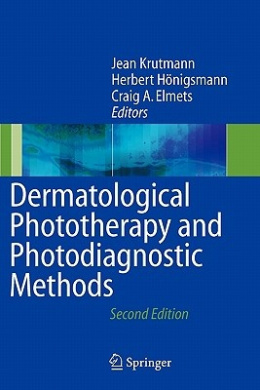 Jean Krutmann
Herbert Hönigsmann
Craig A. Elmets
Editors
Dermatological
Phototherapy and
Photodiagnostic
Methods
Second Edition
Springer